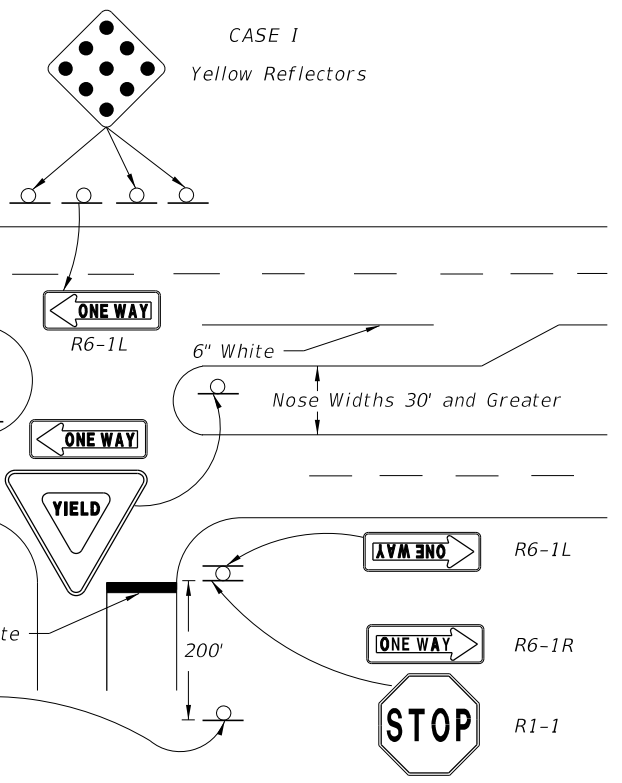 CASE I
Yellow Reflectors
ONE WAY
R6-1L
6" White
Nose Widths 30' and Greater
ONE WAY
YIELD
ONE WAY
R6-1L
te
200'
ONE WAY
R6-1R
STOP
R1-1